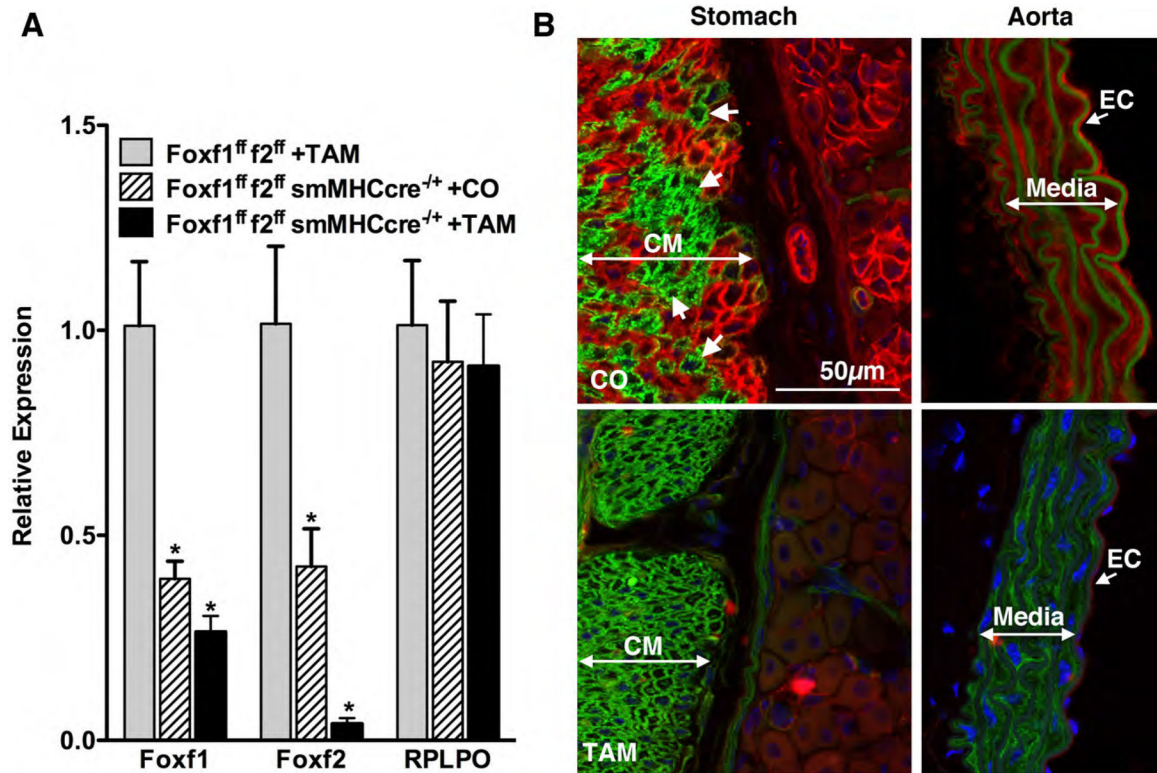 A
1.5
1.0
0.5
0.0
Relative Expression
Foxf1ᶠᶠ f2ᶠᶠ +TAM
Foxf1ᶠᶠ f2ᶠᶠ smMHCcre⁻/⁺ +CO
Foxf1ᶠᶠ f2ᶠᶠ smMHCcre⁻/⁺ +TAM
* * * *
Foxf1 Foxf2 RPLPO
B
Stomach Aorta
CM
CO
50µm
EC
Media
CM
TAM
EC
Media